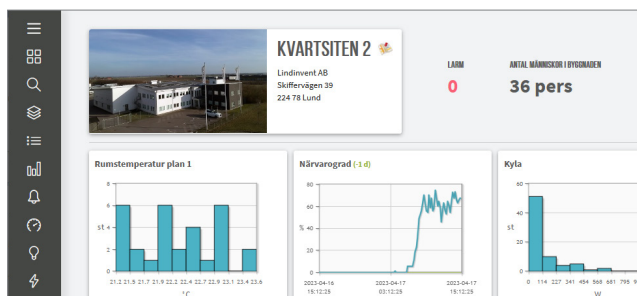 KVARTSITEN 2
Lindinvent AB
Skiffervägen 39
224 78 Lund
LARM
0
ANTAL MÄNNISKOR I BYGGNADEN
36 pers
Rumstemperatur plan 1
8
6
st 4
2
0
21.2 21.5 21.7 21.9 22.2 22.4 22.7 22.9 23.1 23.4 23.6
°C
Närvarograd (-1 d)
80
60
st
40
20
0
2023-04-16 15:12:25
2023-04-17 03:12:25
2023-04-17 15:12:25
Kyla
60
40
st
20
0
0 114 227 341 454 568 681 795
W